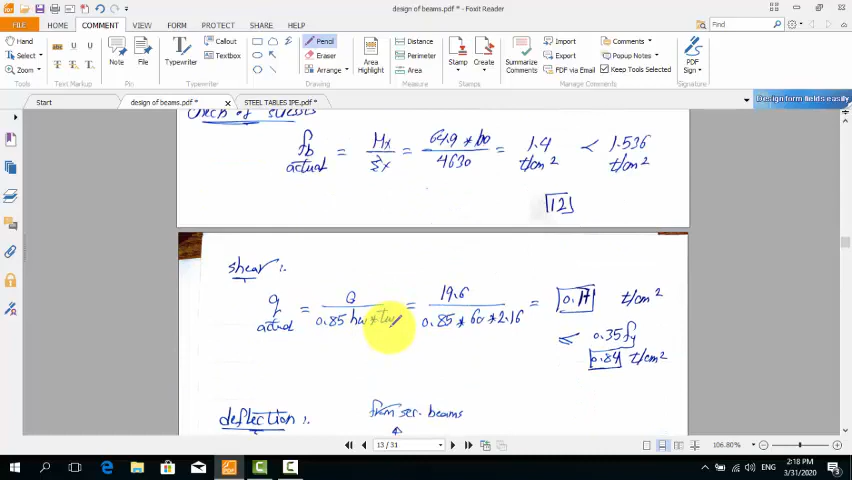 design of beams.pdf * - Foxit Reader
FILE HOME COMMENT VIEW FORM PROTECT SHARE HELP
Find
Hand
Select
Zoom
Text Markup
Note
File
Pin
Typewriter
Callout
Textbox
Typewriter
Pencil
Eraser
Arrange
Drawing
Area Highlight
Distance
Perimeter
Area
Measure
Stamp
Create
Stamps
Summarize Comments
Import
Export
PDF via Email
Comments
Popup Notes
Keep Tools Selected
Manage Comments
PDF Sign
Signature
Start
design of beams.pdf *
STEEL TABLES IPE.pdf *
Design form fields easily
Check of stresses
fb actual = Mx / Sx = 64.9 * 100 / 4630 = 1.4 t/cm² < 1.536 t/cm²
12
shear :.
q actual = Q / 0.85 hw * tw = 19.6 / 0.85 * 60 * 2.16 = 0.17 t/cm²
≤ 0.35 fy
0.84 t/cm²
deflection :.
from sec. beams
13 / 31
106.80%
ENG
2:18 PM
3/31/2020